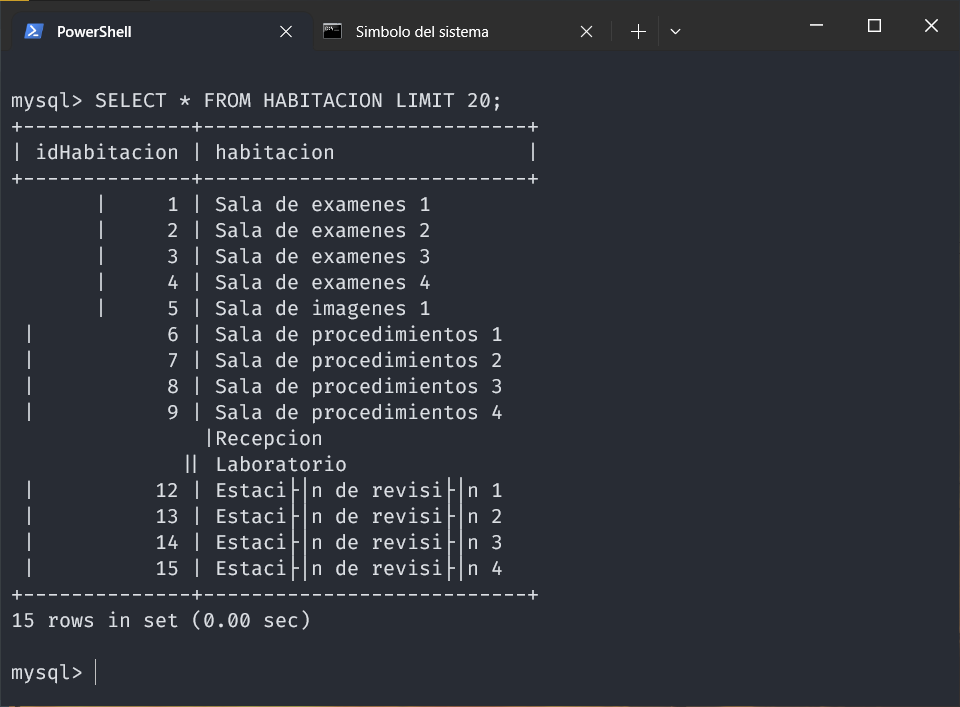 PowerShell Simbolo del sistema
mysql> SELECT * FROM HABITACION LIMIT 20;
+--------------+---------------------------+
| idHabitacion | habitacion                |
+--------------+---------------------------+
       |     1 | Sala de examenes 1
       |     2 | Sala de examenes 2
       |     3 | Sala de examenes 3
       |     4 | Sala de examenes 4
       |     5 | Sala de imagenes 1
 |           6 | Sala de procedimientos 1
 |           7 | Sala de procedimientos 2
 |           8 | Sala de procedimientos 3
 |           9 | Sala de procedimientos 4
                |Recepcion
              || Laboratorio
 |          12 | Estaci├│n de revisi├│n 1
 |          13 | Estaci├│n de revisi├│n 2
 |          14 | Estaci├│n de revisi├│n 3
 |          15 | Estaci├│n de revisi├│n 4
+--------------+---------------------------+
15 rows in set (0.00 sec)
mysql>